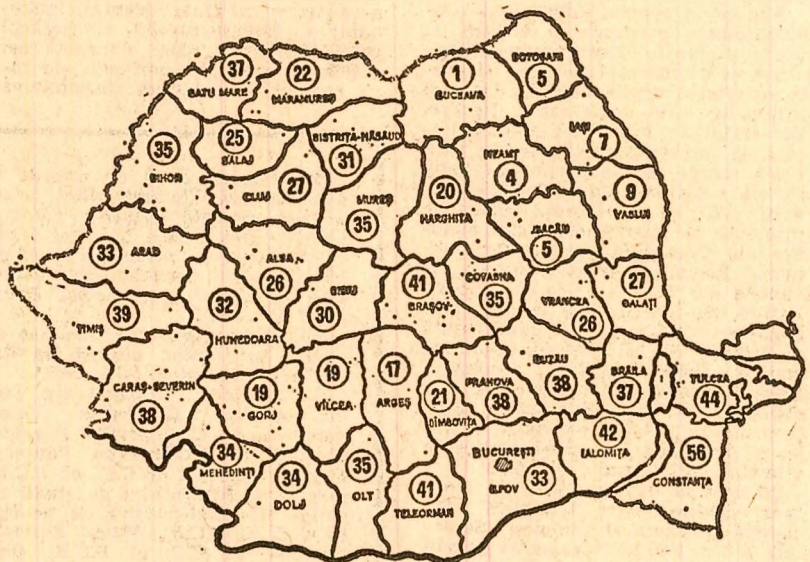 37
SATU MARE
22
MARAMUREȘ
1
SUCEAVA
BOTOȘANI
5
IAȘI
7
35
BIHOR
25
SĂLAJ
BISTRIȚA-NĂSĂUD
31
CLUJ
27
MUREȘ
35
20
HARGHITA
NEAMȚ
4
9
VASLUI
BACĂU
5
33
ARAD
ALBA
26
SIBIU
30
41
BRAȘOV
COVASNA
35
VRANCEA
26
27
GALAȚI
39
TIMIȘ
32
HUNEDOARA
CARAȘ-SEVERIN
38
19
GORJ
19
VÎLCEA
17
ARGEȘ
21
DÎMBOVIȚA
PRAHOVA
38
BUZĂU
38
BRĂILA
37
TULCEA
44
34
MEHEDINȚI
34
DOLJ
35
OLT
41
TELEORMAN
BUCUREȘTI
ILFOV 33
42
IALOMIȚA
56
CONSTANȚA